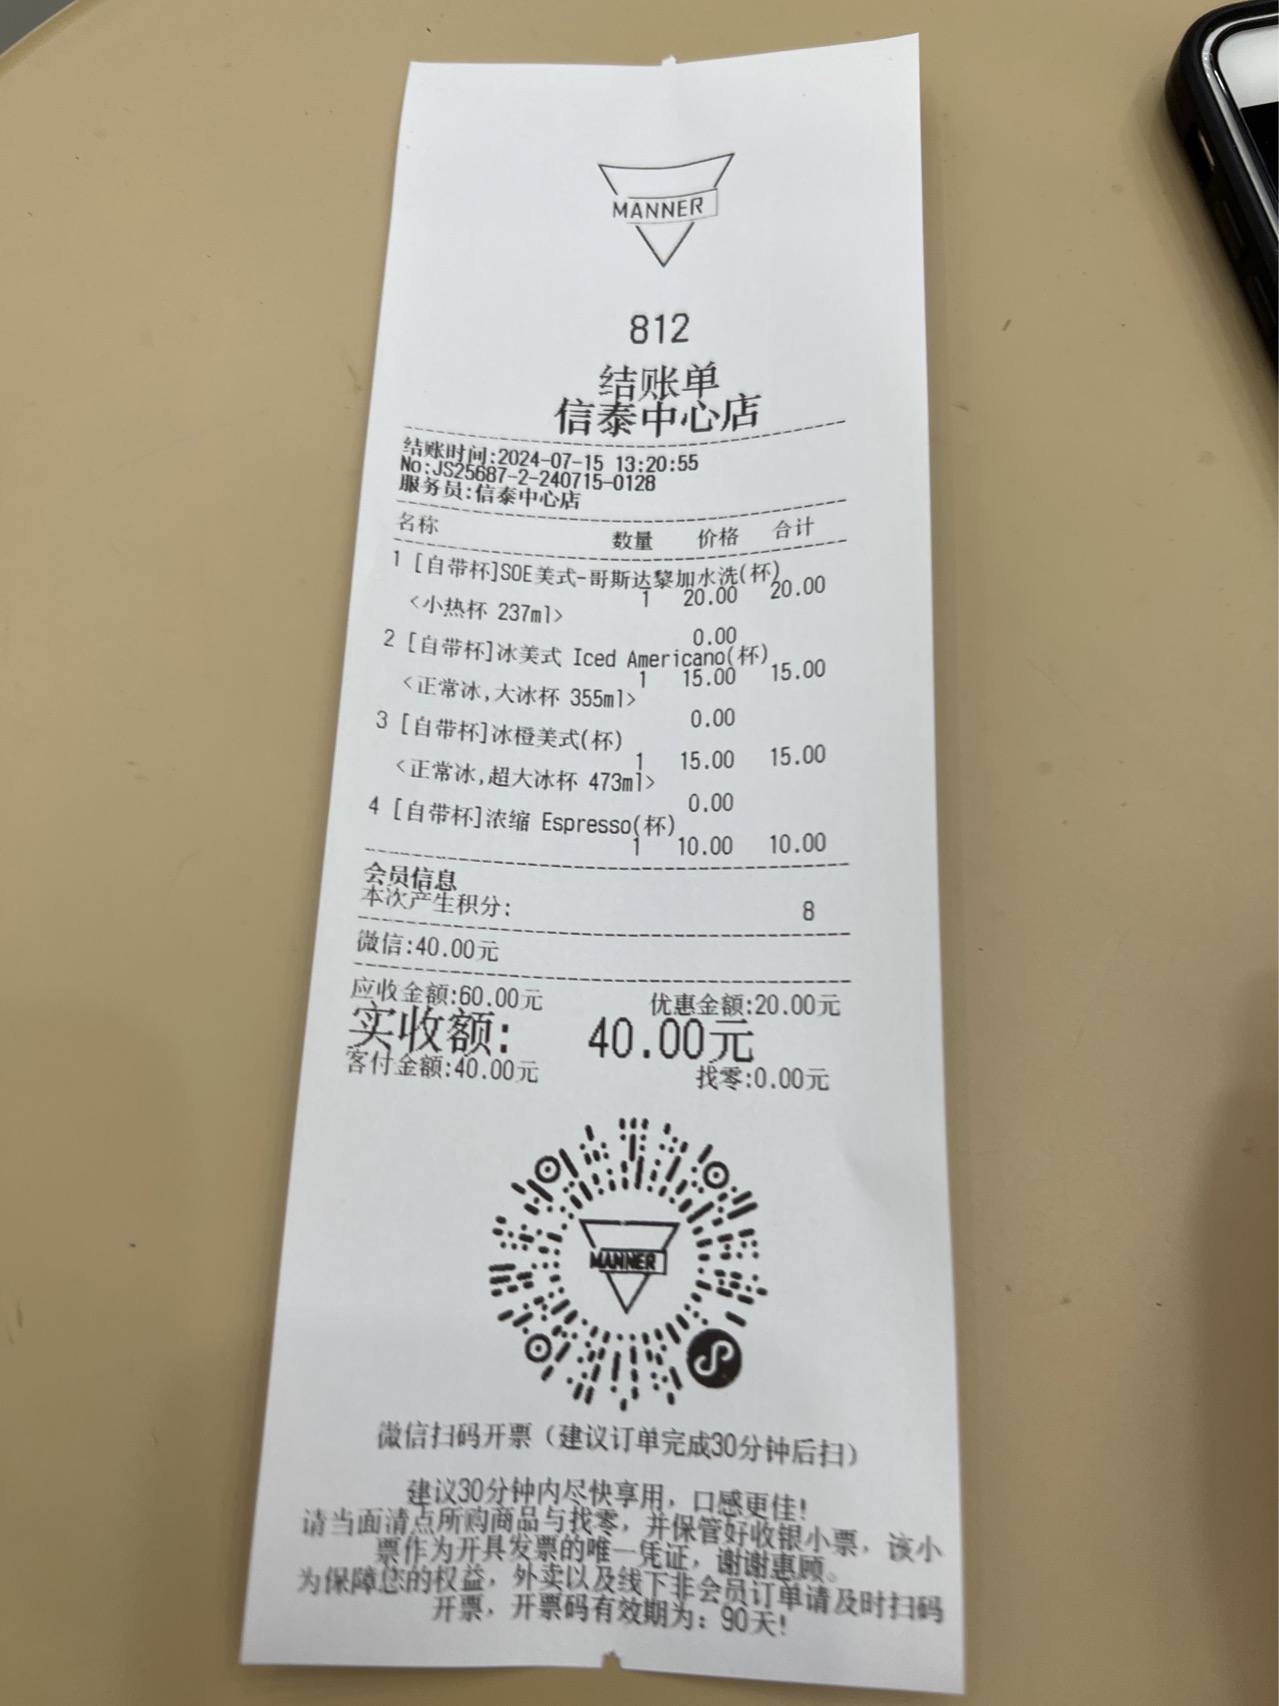 MANNER
812
结账单
信泰中心店
结账时间:2024-07-15 13:20:55
No:JS25687-2-240715-0128
服务员:信泰中心店
名称 数量 价格 合计
1 [自带杯]SOE美式-哥斯达黎加水洗(杯)
1 20.00 20.00
<小热杯 237ml>
0.00
2 [自带杯]冰美式 Iced Americano(杯)
1 15.00 15.00
<正常冰,大冰杯 355ml>
0.00
3 [自带杯]冰橙美式(杯)
1 15.00 15.00
<正常冰,超大冰杯 473ml>
0.00
4 [自带杯]浓缩 Espresso(杯)
1 10.00 10.00
会员信息
本次产生积分: 8
微信:40.00元
应收金额:60.00元 优惠金额:20.00元
实收额: 40.00元
客付金额:40.00元 找零:0.00元
MANNER
微信扫码开票（建议订单完成30分钟后扫）
建议30分钟内尽快享用，口感更佳!
请当面清点所购商品与找零，并保管好收银小票，该小
票作为开具发票的唯一凭证，谢谢惠顾。
为保障您的权益，外卖以及线下非会员订单请及时扫码
开票，开票码有效期为：90天!